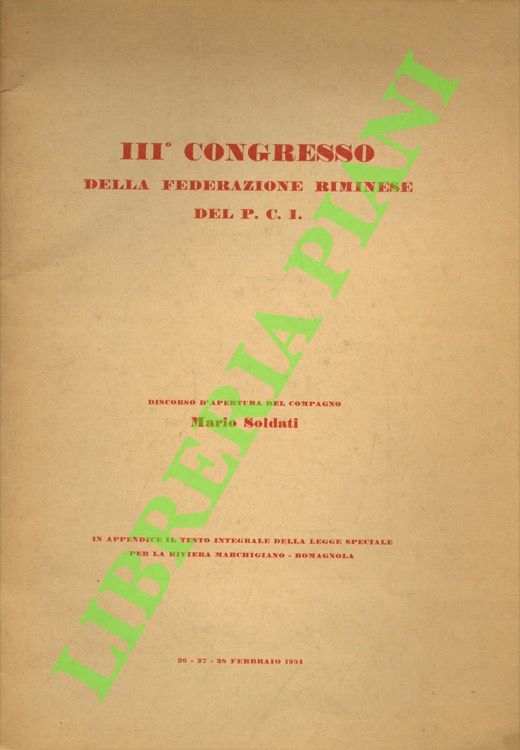 III° CONGRESSO
DELLA FEDERAZIONE RIMINESE
DEL P. C. I.
DISCORSO D'APERTURA DEL COMPAGNO
Mario Soldati
IN APPENDICE IL TESTO INTEGRALE DELLA LEGGE SPECIALE
PER LA RIVIERA MARCHIGIANO - ROMAGNOLA
26 - 27 - 28 FEBBRAIO 1954
LIBRERIA PIANI